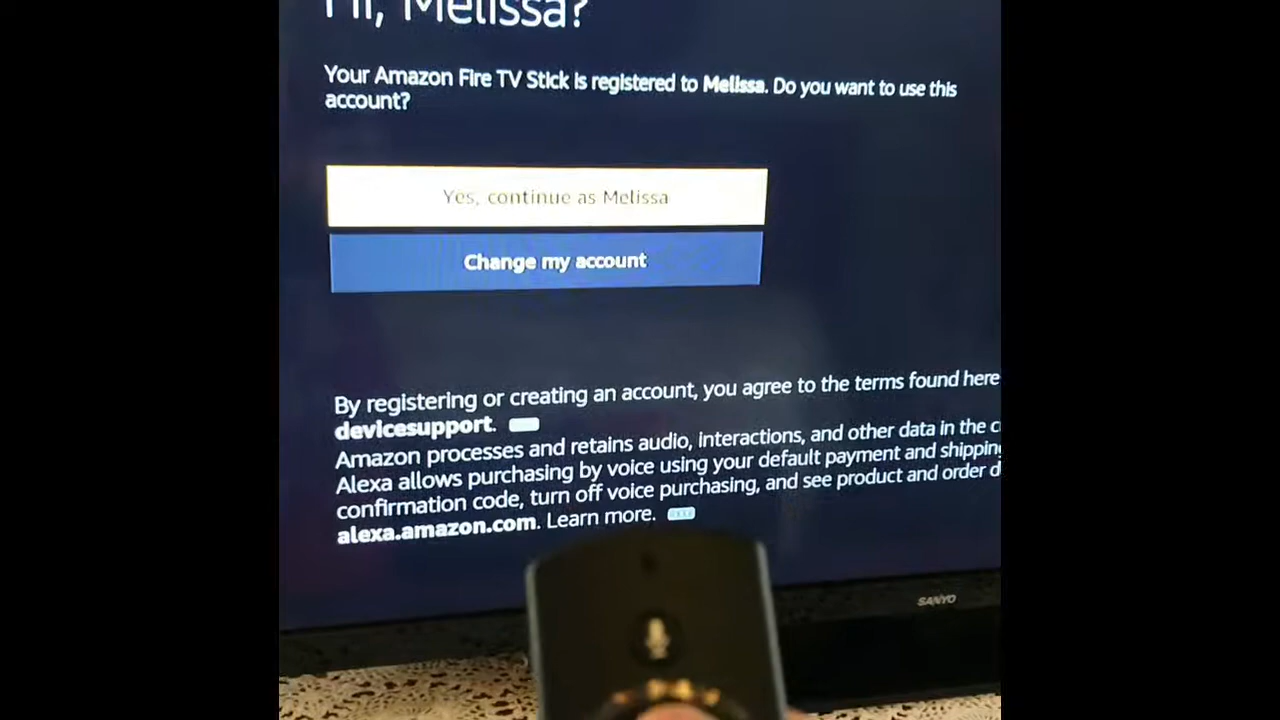 Hi, Melissa?
Your Amazon Fire TV Stick is registered to Melissa. Do you want to use this
account?
Yes, continue as Melissa
Change my account
By registering or creating an account, you agree to the terms found here
devicesupport.
Amazon processes and retains audio, interactions, and other data in the c
Alexa allows purchasing by voice using your default payment and shipping
confirmation code, turn off voice purchasing, and see product and order d
alexa.amazon.com. Learn more.
SANYO